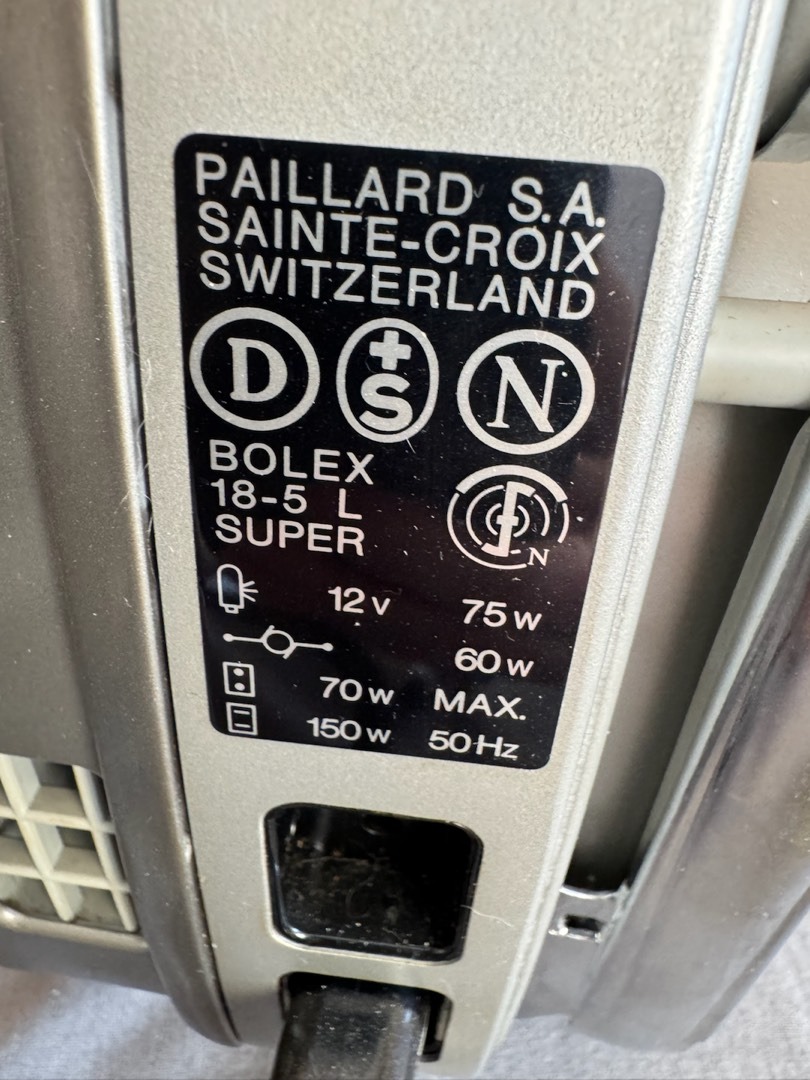 PAILLARD S.A.
SAINTE-CROIX
SWITZERLAND
D +S N
BOLEX
18-5 L
SUPER
N
12 V 75 W
60 W
70 W MAX.
150 W 50 Hz